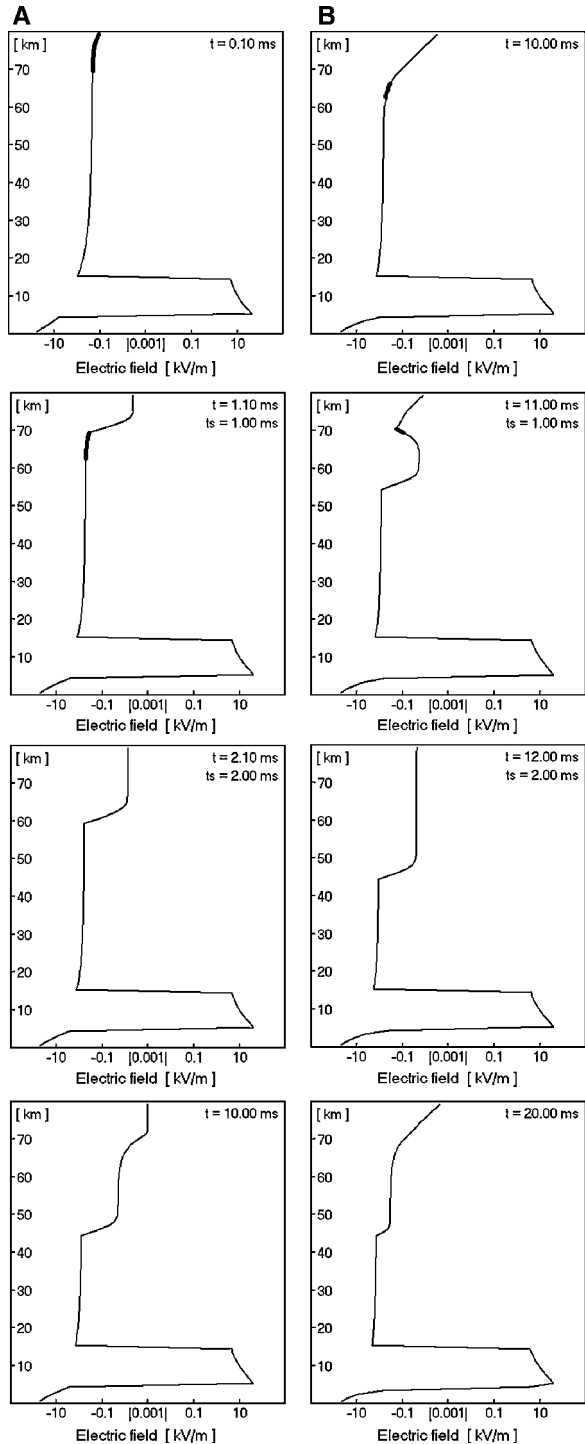 A
[ km ]
t = 0.10 ms
70
60
50
40
30
20
10
-10 -0.1 |0.001| 0.1 10
Electric field [ kV/m ]
[ km ]
t = 1.10 ms
ts = 1.00 ms
70
60
50
40
30
20
10
-10 -0.1 |0.001| 0.1 10
Electric field [ kV/m ]
[ km ]
t = 2.10 ms
ts = 2.00 ms
70
60
50
40
30
20
10
-10 -0.1 |0.001| 0.1 10
Electric field [ kV/m ]
[ km ]
t = 10.00 ms
70
60
50
40
30
20
10
-10 -0.1 |0.001| 0.1 10
Electric field [ kV/m ]
B
[ km ]
t = 10.00 ms
70
60
50
40
30
20
10
-10 -0.1 |0.001| 0.1 10
Electric field [ kV/m ]
[ km ]
t = 11.00 ms
ts = 1.00 ms
70
60
50
40
30
20
10
-10 -0.1 |0.001| 0.1 10
Electric field [ kV/m ]
[ km ]
t = 12.00 ms
ts = 2.00 ms
70
60
50
40
30
20
10
-10 -0.1 |0.001| 0.1 10
Electric field [ kV/m ]
[ km ]
t = 20.00 ms
70
60
50
40
30
20
10
-10 -0.1 |0.001| 0.1 10
Electric field [ kV/m ]